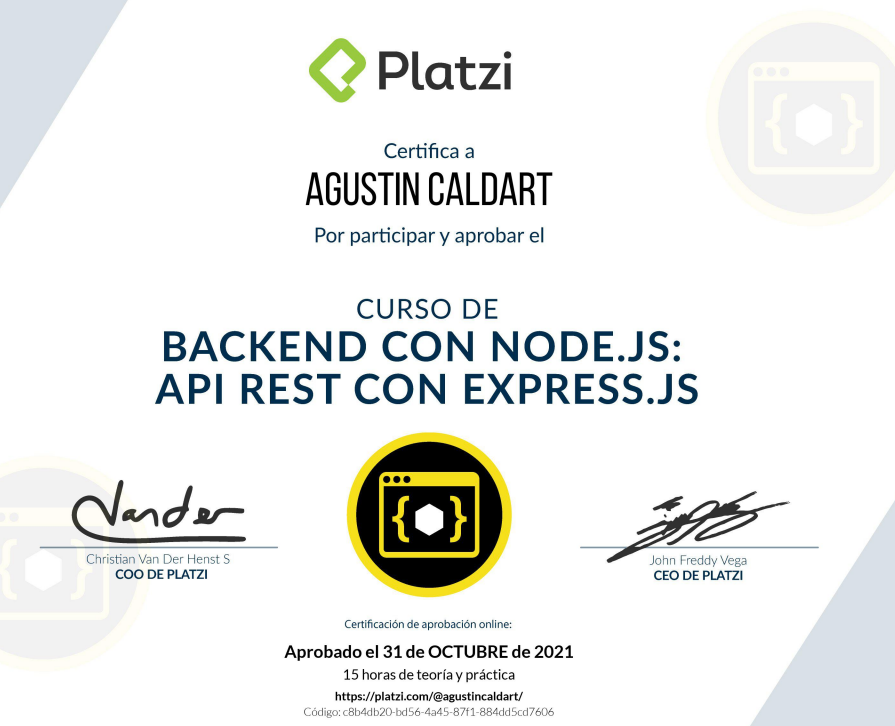 Platzi
Certifica a
AGUSTIN CALDART
Por participar y aprobar el
CURSO DE
BACKEND CON NODE.JS:
API REST CON EXPRESS.JS
Vander
Christian Van Der Henst S
COO DE PLATZI
John Freddy Vega
CEO DE PLATZI
Certificación de aprobación online:
Aprobado el 31 de OCTUBRE de 2021
15 horas de teoría y práctica
https://platzi.com/@agustincaldart/
Código: c8b4db20-bd56-4a45-87f1-884dd5cd7606